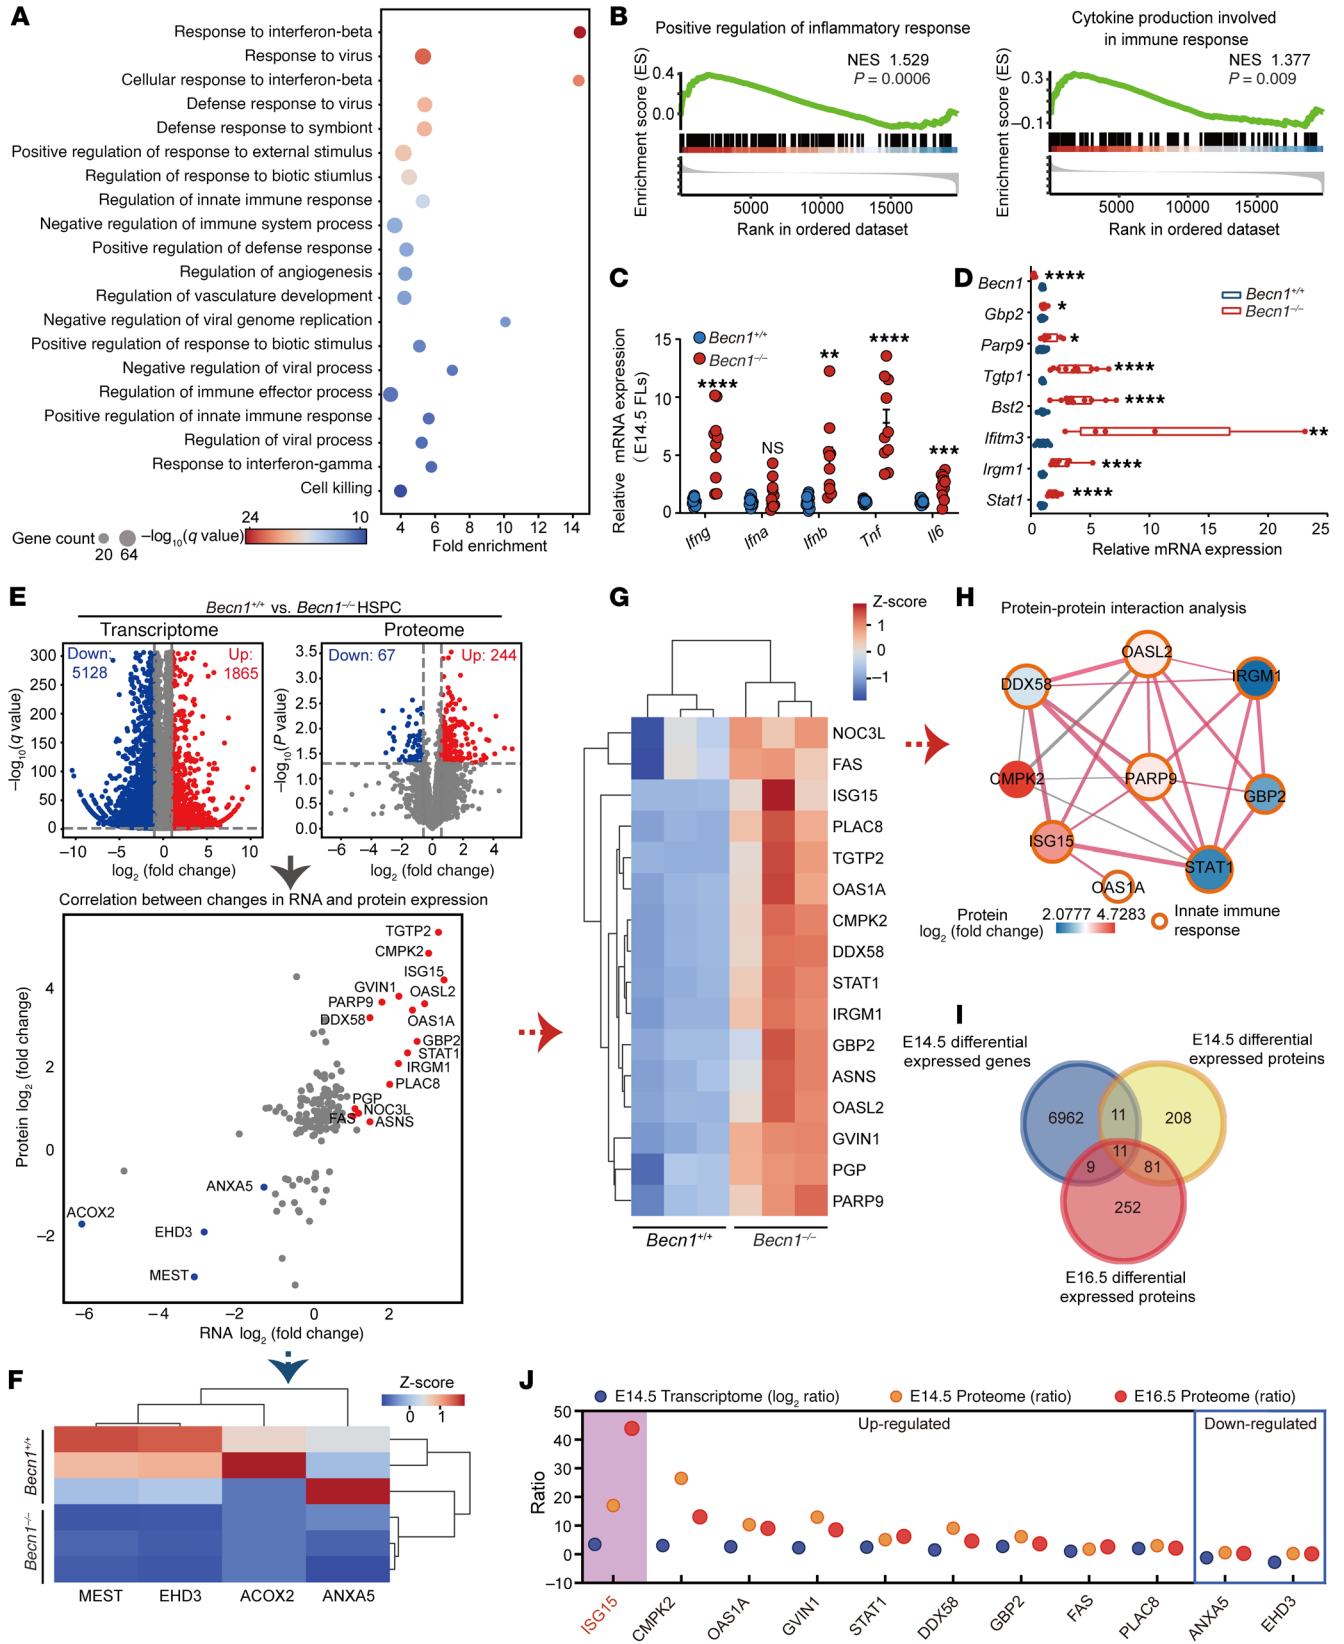 A
Response to interferon-beta
Response to virus
Cellular response to interferon-beta
Defense response to virus
Defense response to symbiont
Positive regulation of response to external stimulus
Regulation of response to biotic stiumlus
Regulation of innate immune response
Negative regulation of immune system process
Positive regulation of defense response
Regulation of angiogenesis
Regulation of vasculature development
Negative regulation of viral genome replication
Positive regulation of response to biotic stimulus
Negative regulation of viral process
Regulation of immune effector process
Positive regulation of innate immune response
Regulation of viral process
Response to interferon-gamma
Cell killing
4 6 8 10 12 14
Fold enrichment
Gene count
20 64
–log10(q value)
24 10
B
Positive regulation of inflammatory response
NES 1.529
P = 0.0006
Enrichment score (ES)
0.4
0.0
5000 10000 15000
Rank in ordered dataset
Cytokine production involved
in immune response
NES 1.377
P = 0.009
Enrichment score (ES)
0.3
–0.1
5000 10000 15000
Rank in ordered dataset
C
Relative mRNA expression
(E14.5 FLs)
15
10
5
0
Becn1+/+
Becn1–/–
****
NS
**
****
***
Ifng Ifna Ifnb Tnf Il6
D
Becn1 ****
Gbp2 *
Parp9 *
Tgtp1 ****
Bst2 ****
Ifitm3 **
Irgm1 ****
Stat1 ****
Becn1+/+
Becn1–/–
0 5 10 15 20 25
Relative mRNA expression
E
Becn1+/+ vs. Becn1–/– HSPC
Transcriptome
Down:
5128
Up:
1865
–log10(q value)
300
250
200
150
100
50
0
–10 –5 0 5 10
log2 (fold change)
Proteome
Down: 67 Up: 244
–log10(P value)
3.5
3.0
2.5
2.0
1.5
1.0
0.5
0.0
–6 –4 –2 0 2 4
log2 (fold change)
Correlation between changes in RNA and protein expression
Protein log2 (fold change)
4
2
0
–2
TGTP2
CMPK2
ISG15
GVIN1
OASL2
PARP9
DDX58
OAS1A
GBP2
STAT1
IRGM1
PLAC8
PGP
NOC3L
FAS
ASNS
ANXA5
ACOX2
EHD3
MEST
–6 –4 –2 0 2
RNA log2 (fold change)
F
Z-score
0 1
Becn1+/+
Becn1–/–
MEST EHD3 ACOX2 ANXA5
G
Z-score
1
0
–1
NOC3L
FAS
ISG15
PLAC8
TGTP2
OAS1A
CMPK2
DDX58
STAT1
IRGM1
GBP2
ASNS
OASL2
GVIN1
PGP
PARP9
Becn1+/+ Becn1–/–
H
Protein-protein interaction analysis
OASL2
DDX58
IRGM1
CMPK2
PARP9
GBP2
ISG15
STAT1
OAS1A
Protein
log2 (fold change)
2.0777 4.7283
Innate immune
response
I
E14.5 differential
expressed genes
E14.5 differential
expressed proteins
6962 11 208
11
9 81
252
E16.5 differential
expressed proteins
J
E14.5 Transcriptome (log2 ratio) E14.5 Proteome (ratio) E16.5 Proteome (ratio)
Up-regulated Down-regulated
Ratio
50
40
30
20
10
0
–10
ISG15 CMPK2 OAS1A GVIN1 STAT1 DDX58 GBP2 FAS PLAC8 ANXA5 EHD3